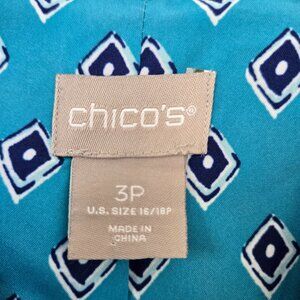 chico's®
3P
U.S. SIZE 16/18P
MADE IN
CHINA